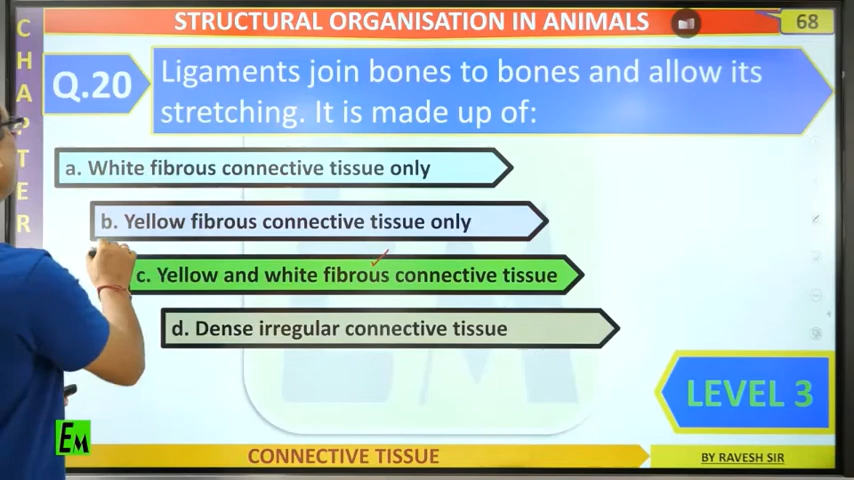 STRUCTURAL ORGANISATION IN ANIMALS
68
CHAPTER
Q.20
Ligaments join bones to bones and allow its
stretching. It is made up of:
a. White fibrous connective tissue only
b. Yellow fibrous connective tissue only
c. Yellow and white fibrous connective tissue
d. Dense irregular connective tissue
LEVEL 3
EM
CONNECTIVE TISSUE
BY RAVESH SIR